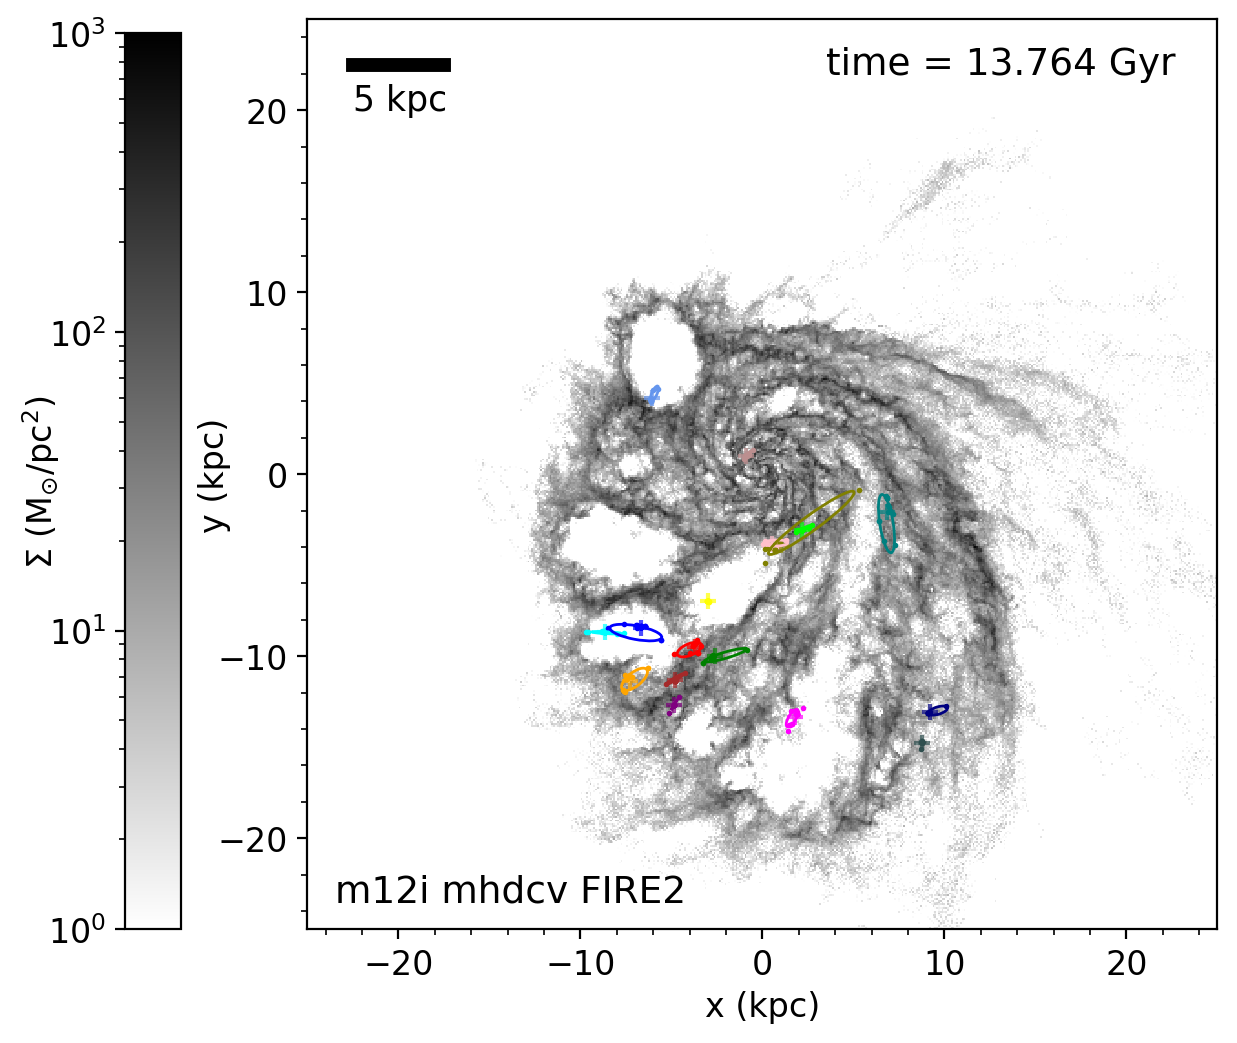 10³
10²
10¹
10⁰
Σ (M⊙/pc²)
y (kpc)
20
10
0
−10
−20
5 kpc
time = 13.764 Gyr
m12i mhdcv FIRE2
−20
−10
0
10
20
x (kpc)